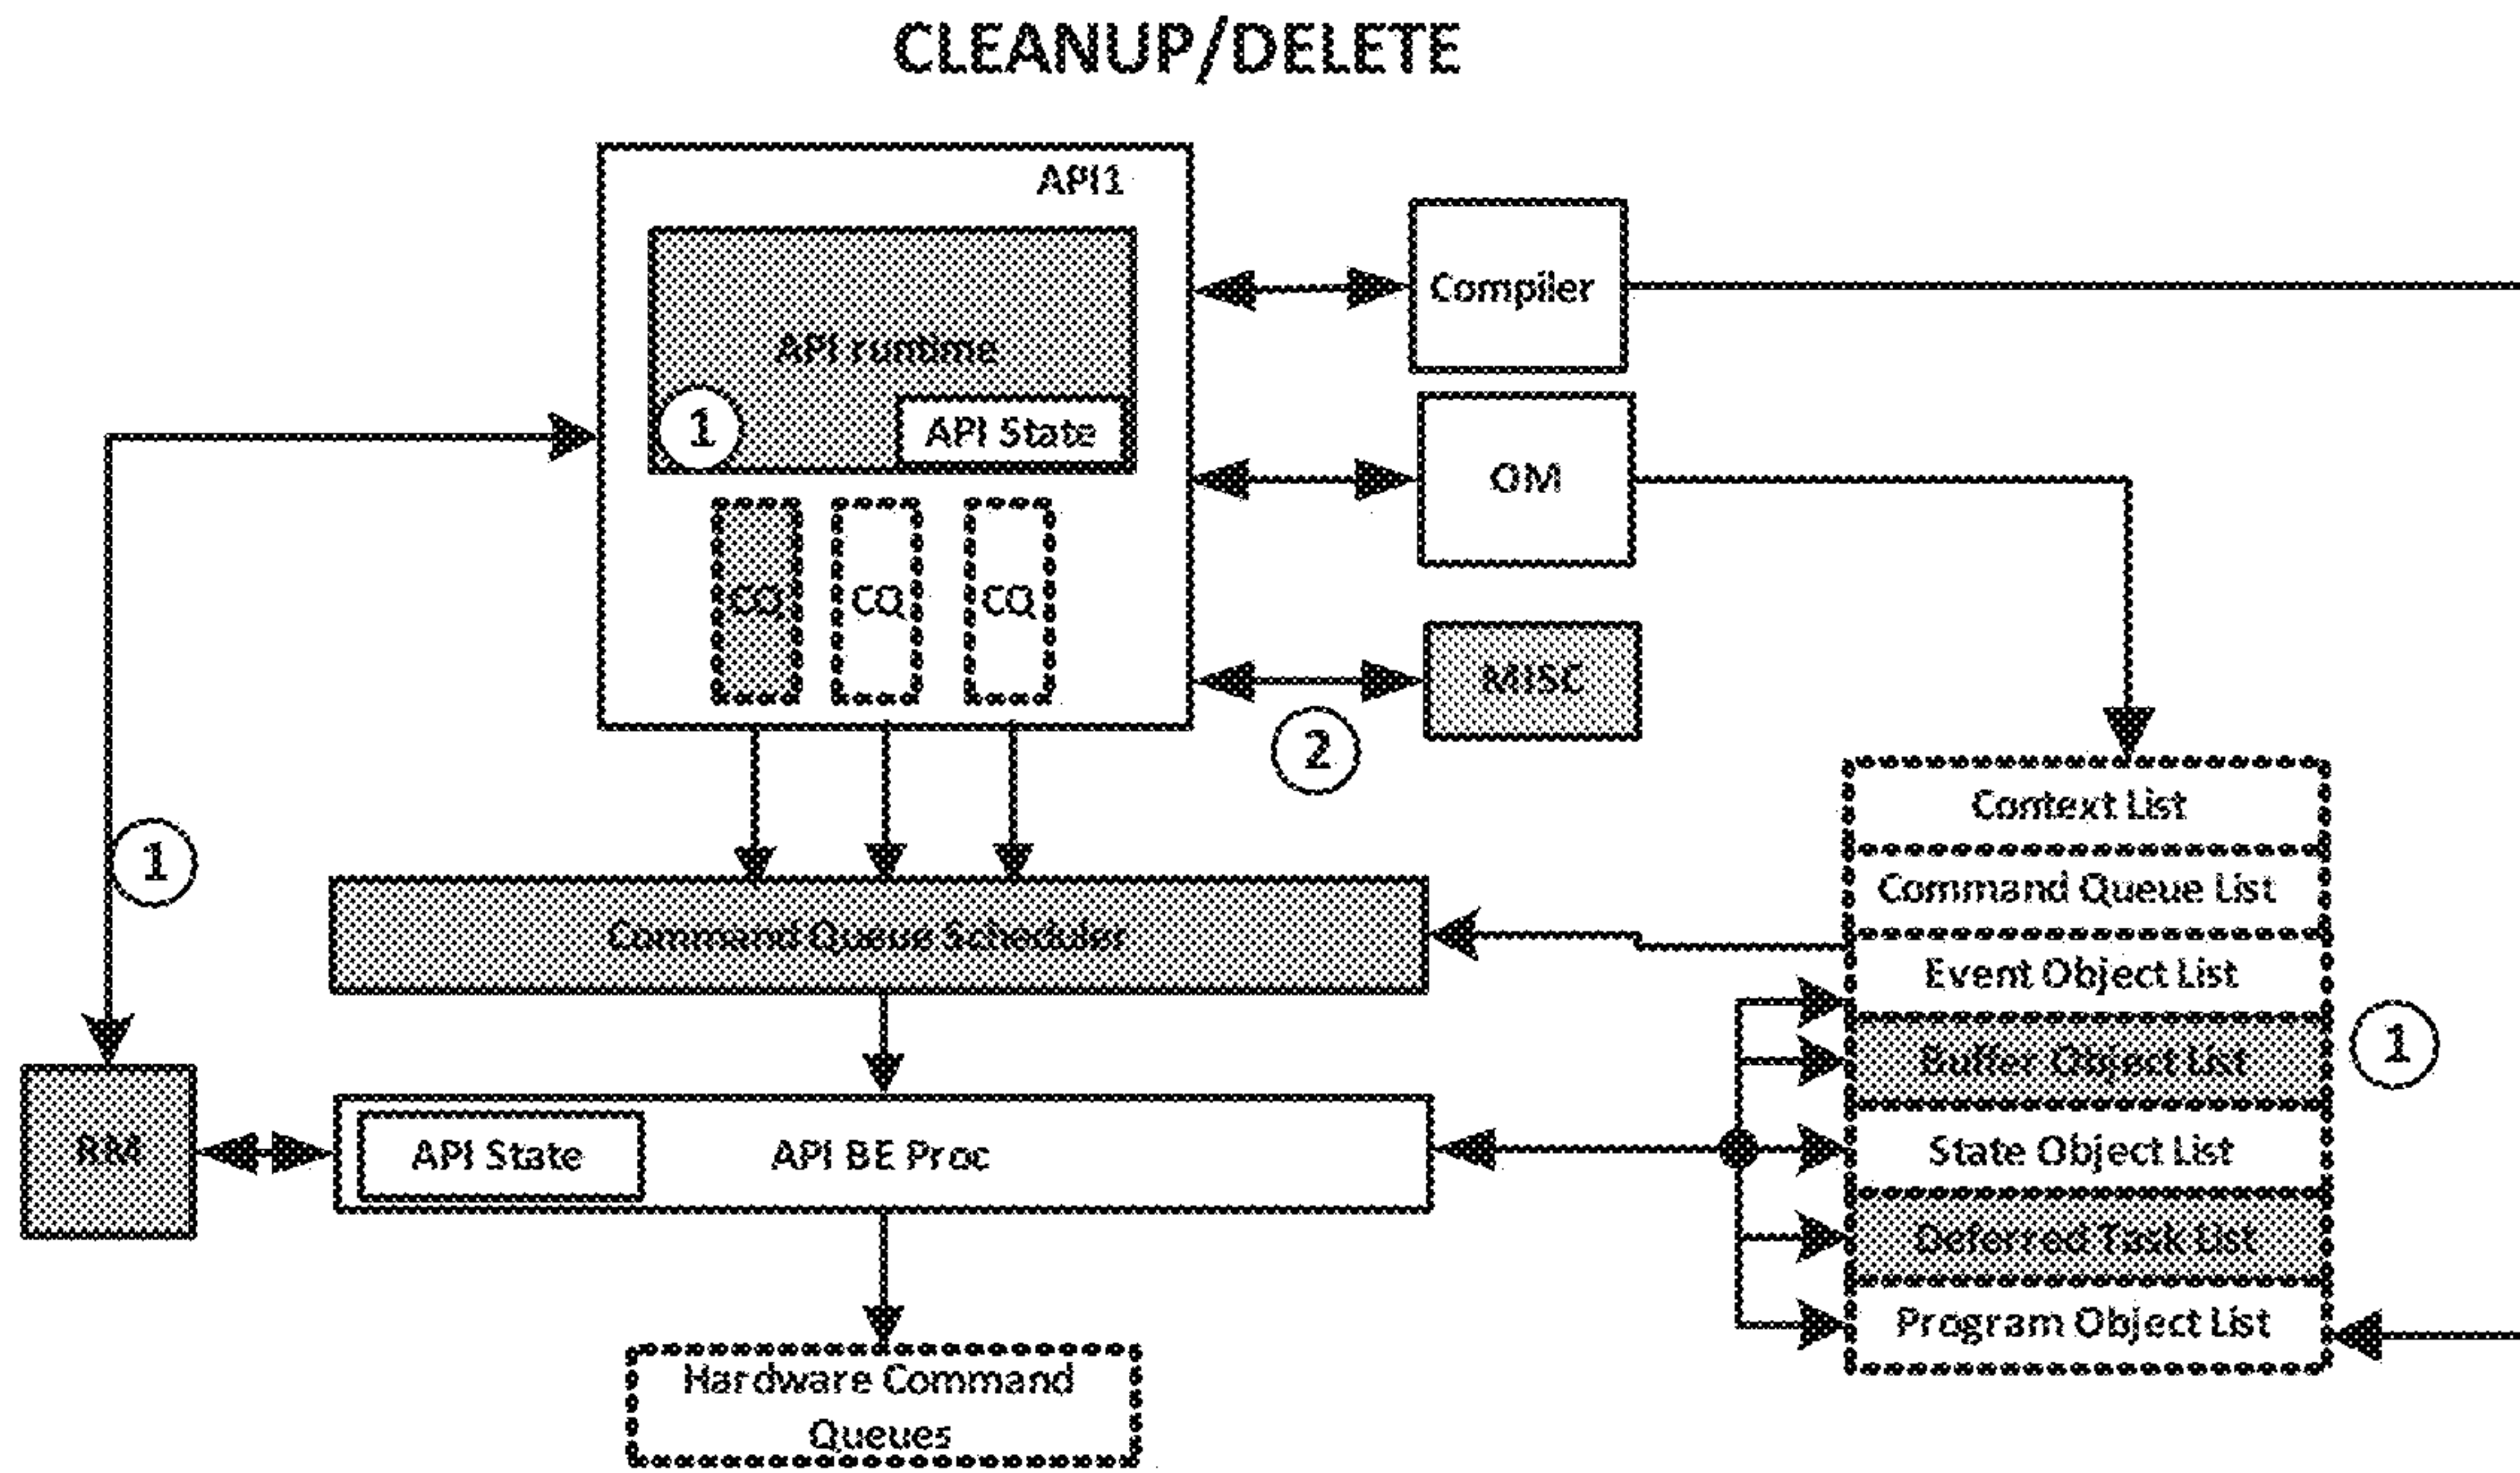 CLEANUP/DELETE
API1
API runtime
1
API State
CQ
CQ
CQ
Compiler
OM
MISC
2
1
Command Queue Scheduler
RM
API State
API BE Proc
Hardware Command
Queues
Context List
Command Queue List
Event Object List
Buffer Object List
1
State Object List
Deferred Task List
Program Object List